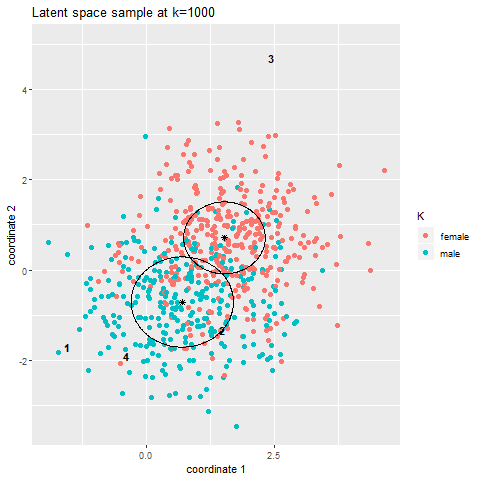 Latent space sample at k=1000
3
4
2
0
-2
1
4
2
0.0
2.5
coordinate 1
coordinate 2
K
female
male